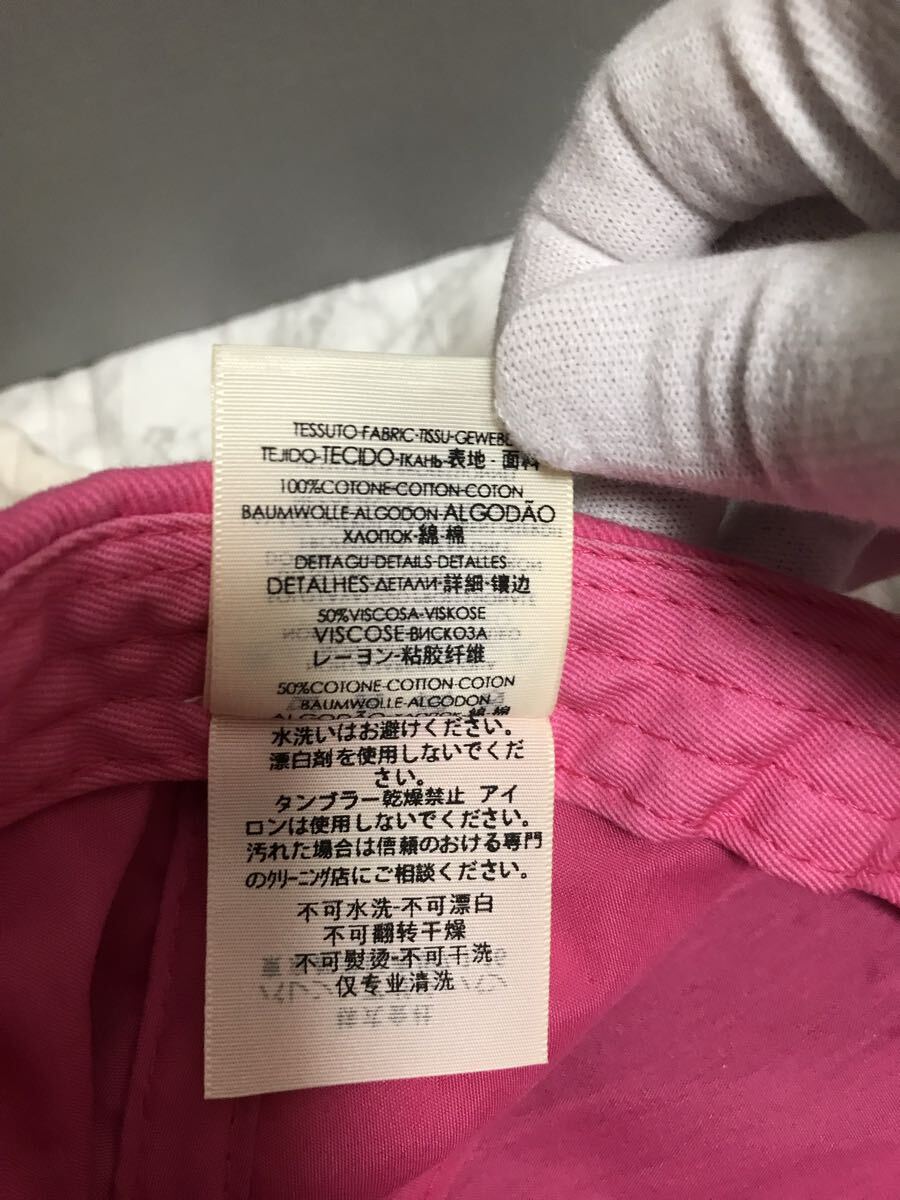 TESSUTO-FABRIC-TISSU-GEWEBE
TEJIDO-TECIDO-ТКАНЬ-表地-面料
100%COTONE-COTTON-COTON
BAUMWOLLE-ALGODON-ALGODÃO
ХЛОПОК-綿-棉
DETTAGLI-DETAILS-DETALLES
DETALHES-ДЕТАЛИ-詳細-镶边
50%VISCOSA-VISKOSE
VISCOSE-ВИСКОЗА
レーヨン-粘胶纤维
50%COTONE-COTTON-COTON
BAUMWOLLE-ALGODON
水洗いはお避けください。
漂白剤を使用しないでくだ
さい。
タンブラー乾燥禁止 アイ
ロンは使用しないでください。
汚れた場合は信頼のおける専門
のクリーニング店にご相談ください。
不可水洗-不可漂白
不可翻转干燥
不可熨烫-不可干洗
仅专业清洗